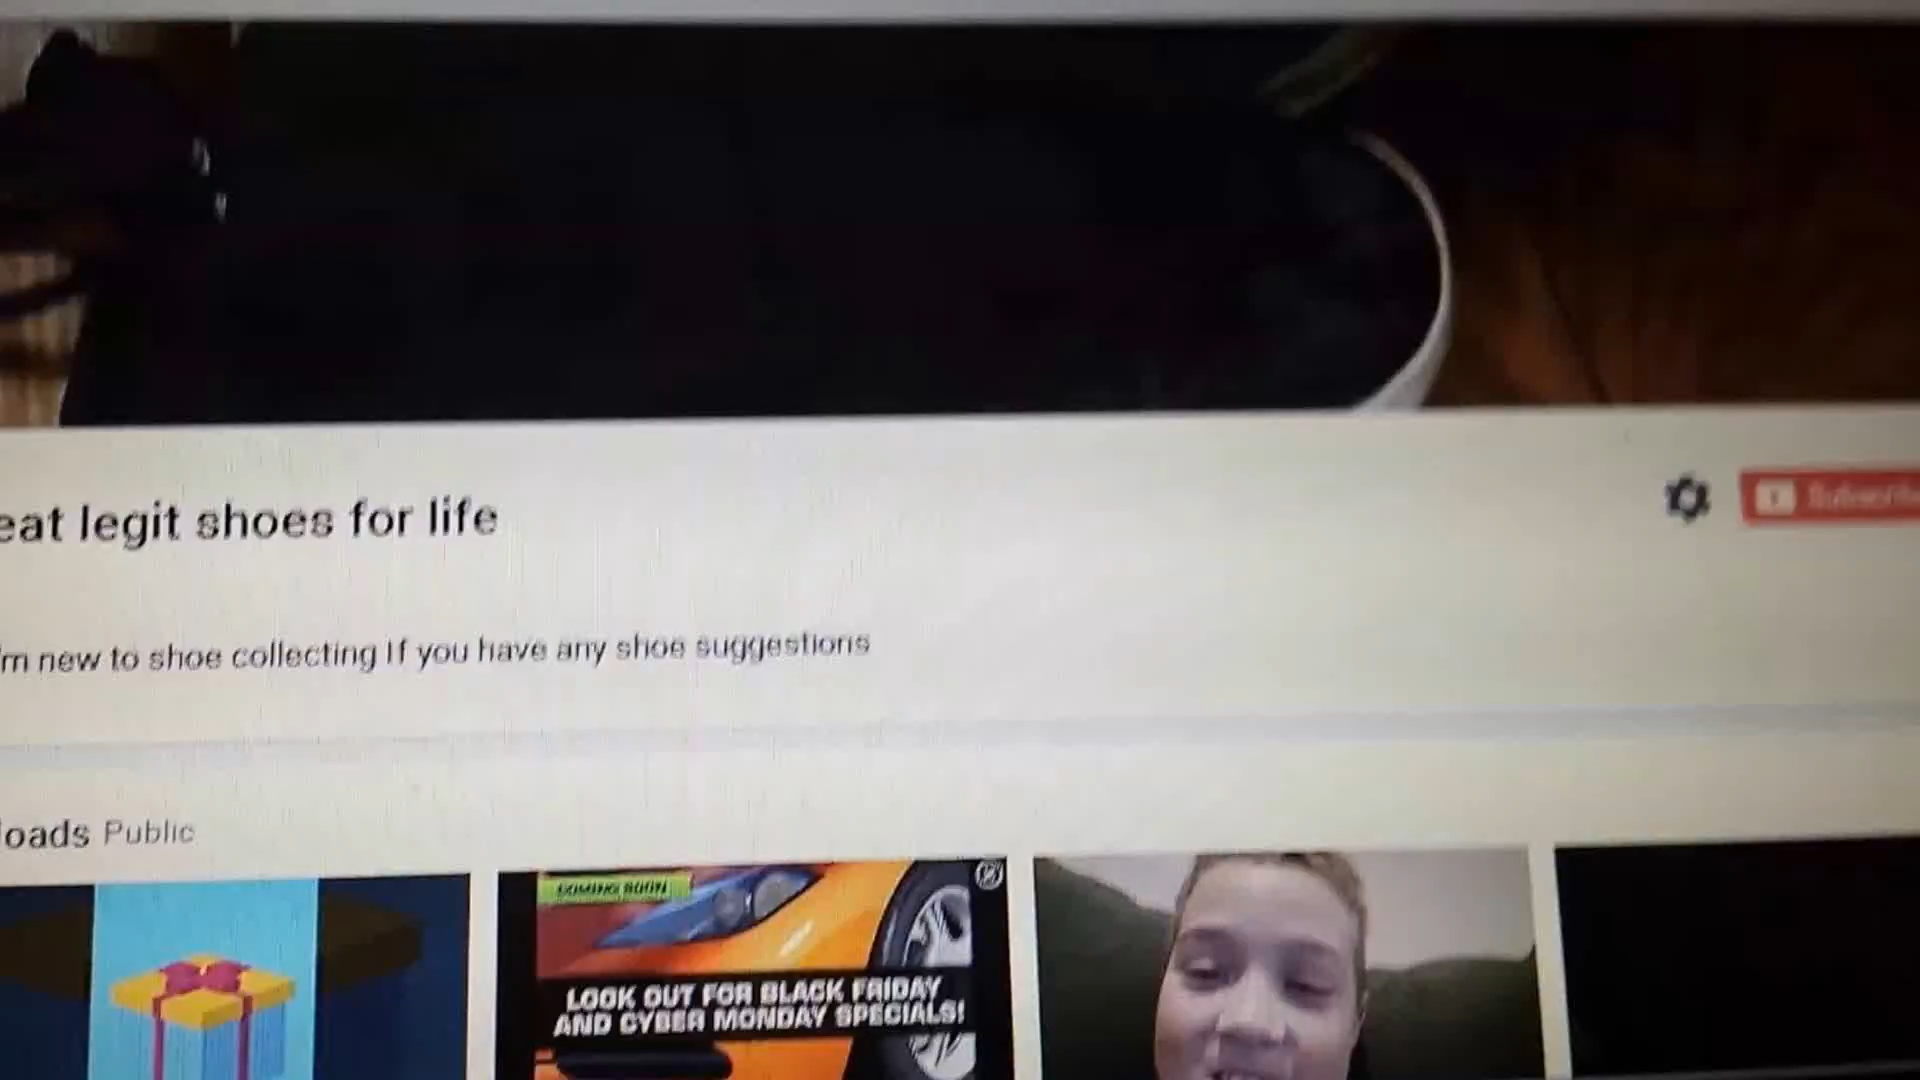 eat legit shoes for life
'm new to shoe collecting If you have any shoe suggestions
loads Public
COMING SOON
LOOK OUT FOR BLACK FRIDAY
AND CYBER MONDAY SPECIALS!